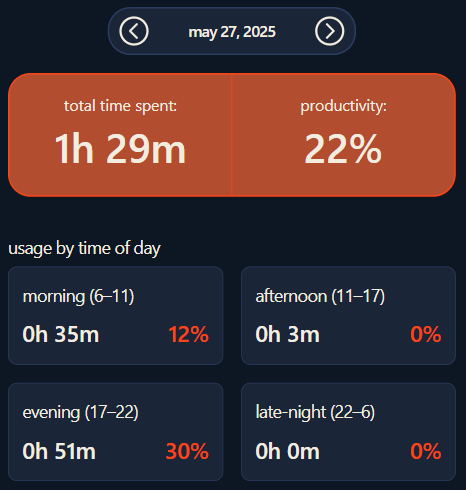 may 27, 2025
total time spent: productivity:
1h 29m 22%
usage by time of day
morning (6–11) afternoon (11–17)
0h 35m 12% 0h 3m 0%
evening (17–22) late-night (22–6)
0h 51m 30% 0h 0m 0%